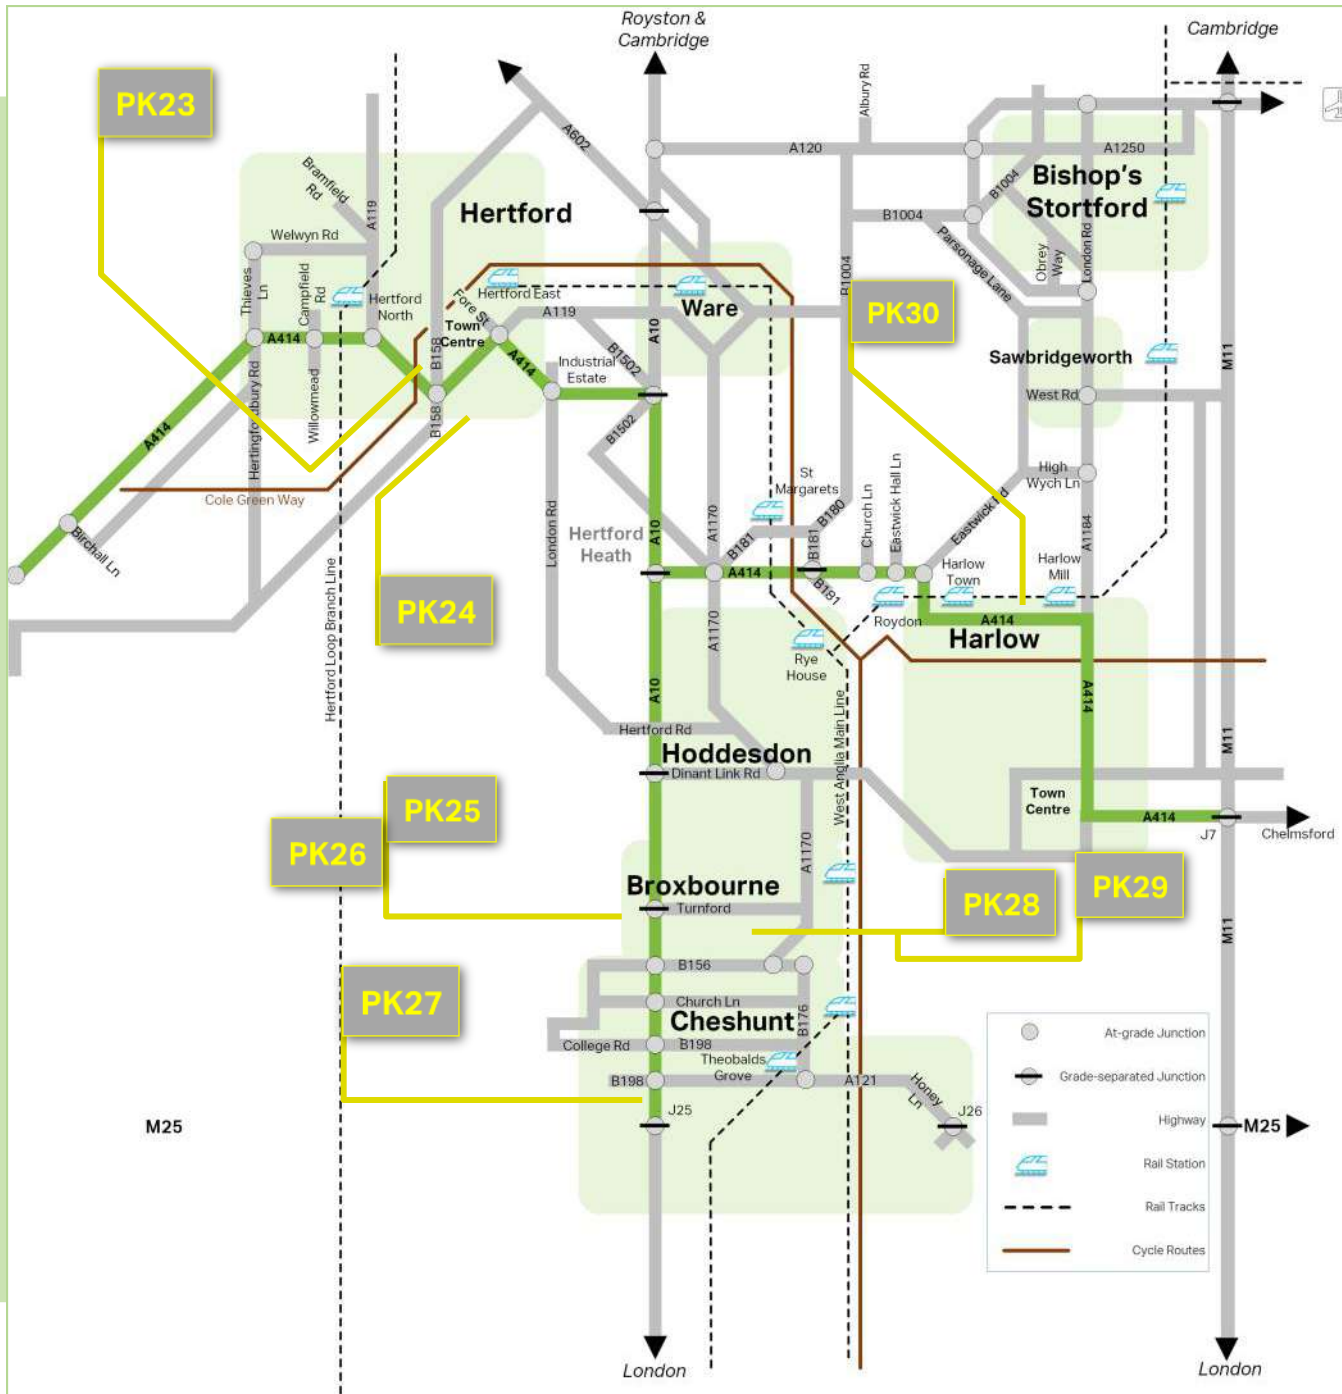 Royston &
Cambridge
Cambridge
PK23
A602
Albury Rd
A120
A1250
Bramfield
Rd
A119
Hertford
B1004
Bishop's
Stortford
B1004
Welwyn Rd
Parsonage Lane
Obrey
Way
London Rd
Thieves
Ln
Campfield
Rd
Hertford
North
Hertford East
Ware
B1004
PK30
Fore St
Town
Centre
A119
A10
M11
A414
B158
A414
Industrial
Estate
B1502
Sawbridgeworth
West Rd
Hertingfordbury Rd
Willowmead
B158
B1502
A414
Cole Green Way
St
Margarets
High
Wych Ln
Birchall Ln
London Rd
Hertford
Heath
A10
A1170
B181
B180
B181
Church Ln
Eastwick Hall Ln
Eastwick Rd
A1184
A414
B181
Harlow
Town
Harlow
Mill
PK24
Hertford Loop Branch Line
A1170
Roydon
A414
Harlow
Rye
House
A10
A414
West Anglia Main Line
Hertford Rd
M11
Hoddesdon
Dinant Link Rd
PK25
Town
Centre
A414
J7
Chelmsford
PK26
A1170
Broxbourne
Turnford
PK28
PK29
M11
B156
PK27
Church Ln
Cheshunt
B176
College Rd
B198
Theobalds
Grove
B198
A121
Honey
Ln
J25
J26
M25
M25
At-grade Junction
Grade-separated Junction
Highway
Rail Station
Rail Tracks
Cycle Routes
London
London